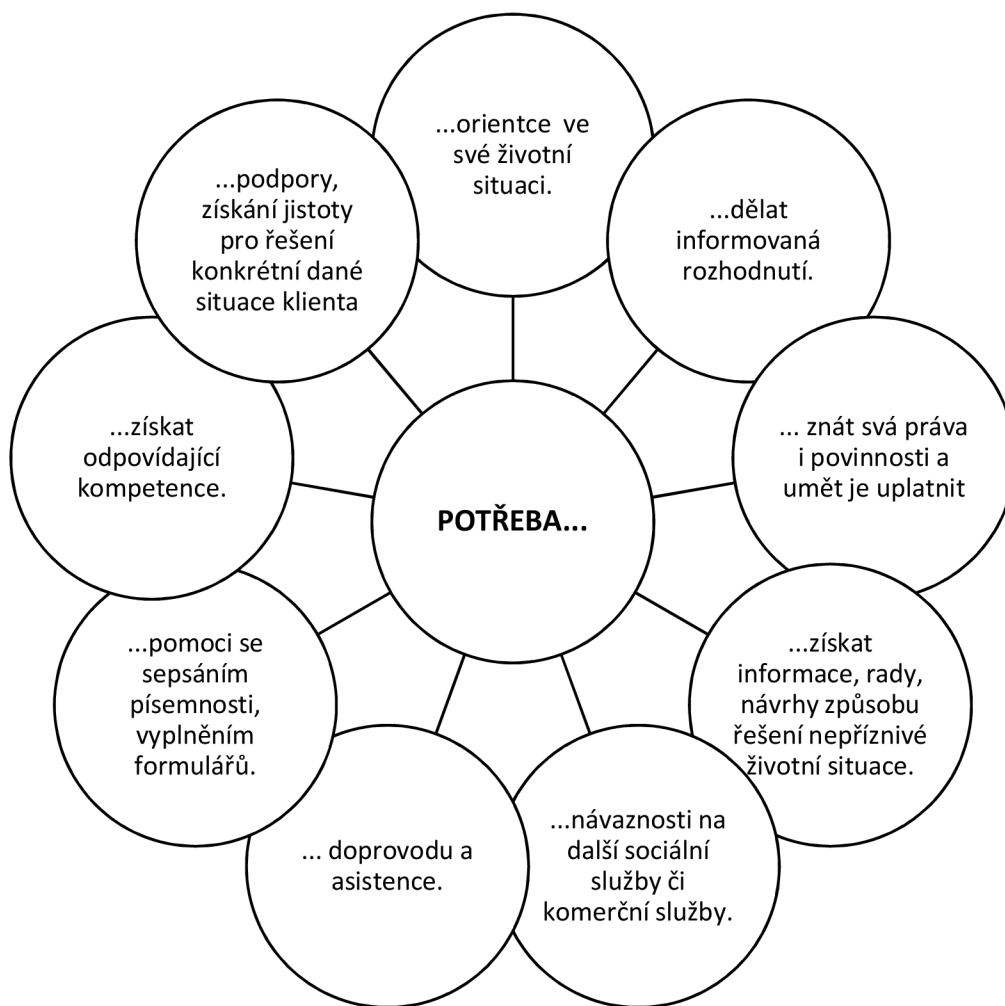 ...orientce ve
své životní
situaci.
...dělat
informovaná
rozhodnutí.
... znát svá práva
i povinnosti a
umět je uplatnit
...získat
informace, rady,
návrhy způsobu
řešení nepříznivé
životní situace.
...návaznosti na
další sociální
služby či
komerční služby.
... doprovodu a
asistence.
...pomoci se
sepsáním
písemnosti,
vyplněním
formulářů.
...získat
odpovídající
kompetence.
...podpory,
získání jistoty
pro řešení
konkrétní dané
situace klienta
POTŘEBA...